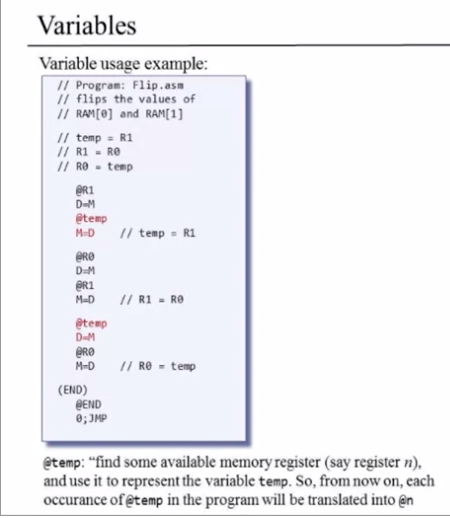 Variables
Variable usage example:
// Program: Flip.asm
// flips the values of
// RAM[0] and RAM[1]
// temp = R1
// R1 = R0
// R0 = temp
@R1
D=M
@temp
M=D // temp = R1
@R0
D=M
@R1
M=D // R1 = R0
@temp
D=M
@R0
M=D // R0 = temp
(END)
@END
0;JMP
@temp: “find some available memory register (say register n),
and use it to represent the variable temp. So, from now on, each
occurance of @temp in the program will be translated into @n